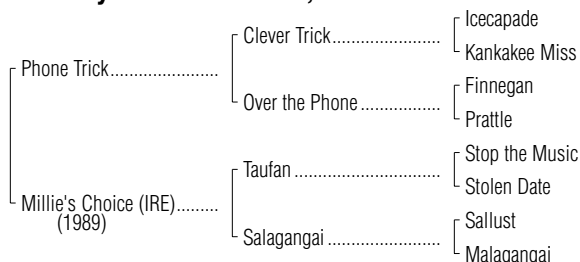 Icecapade
Clever Trick
Kankakee Miss
Phone Trick
Finnegan
Over the Phone
Prattle
Stop the Music
Taufan
Stolen Date
Millie's Choice (IRE)
(1989)
Sallust
Salagangai
Malagangai